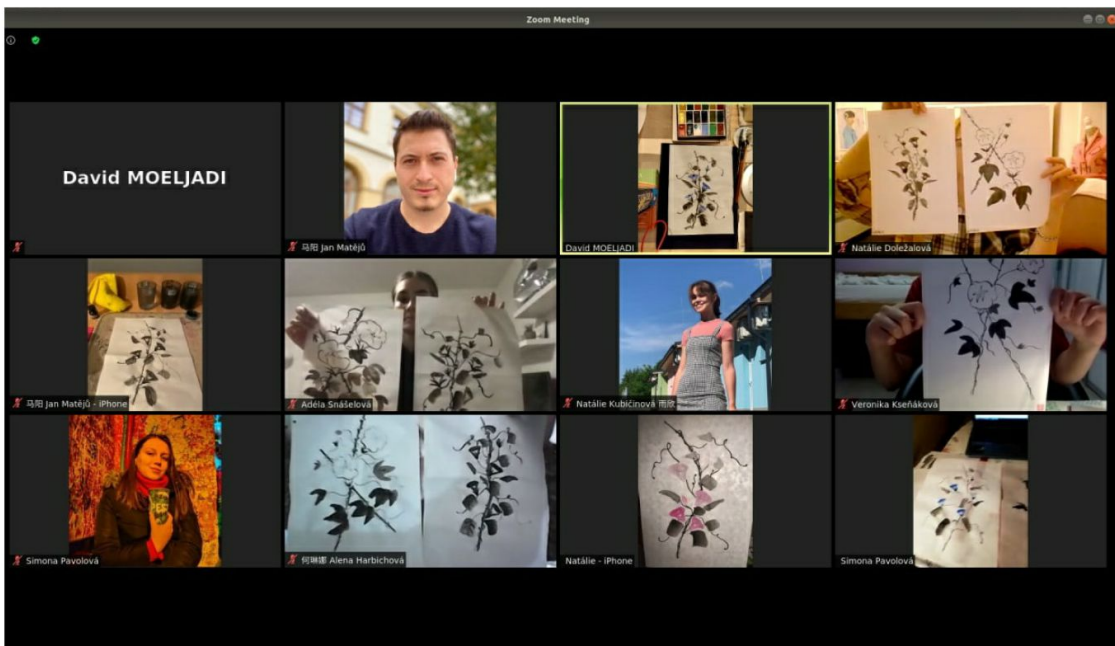 Zoom Meeting
David MOELJADI
马阳 Jan Matějů
David MOELJADI
Natálie Doležalová
马阳 Jan Matějů - iPhone
Adéla Snášelová
Natálie Kubičinová 雨欣
Veronika Kseňáková
Simona Pavolová
何琳娜 Alena Harbichová
Natálie - iPhone
Simona Pavolová